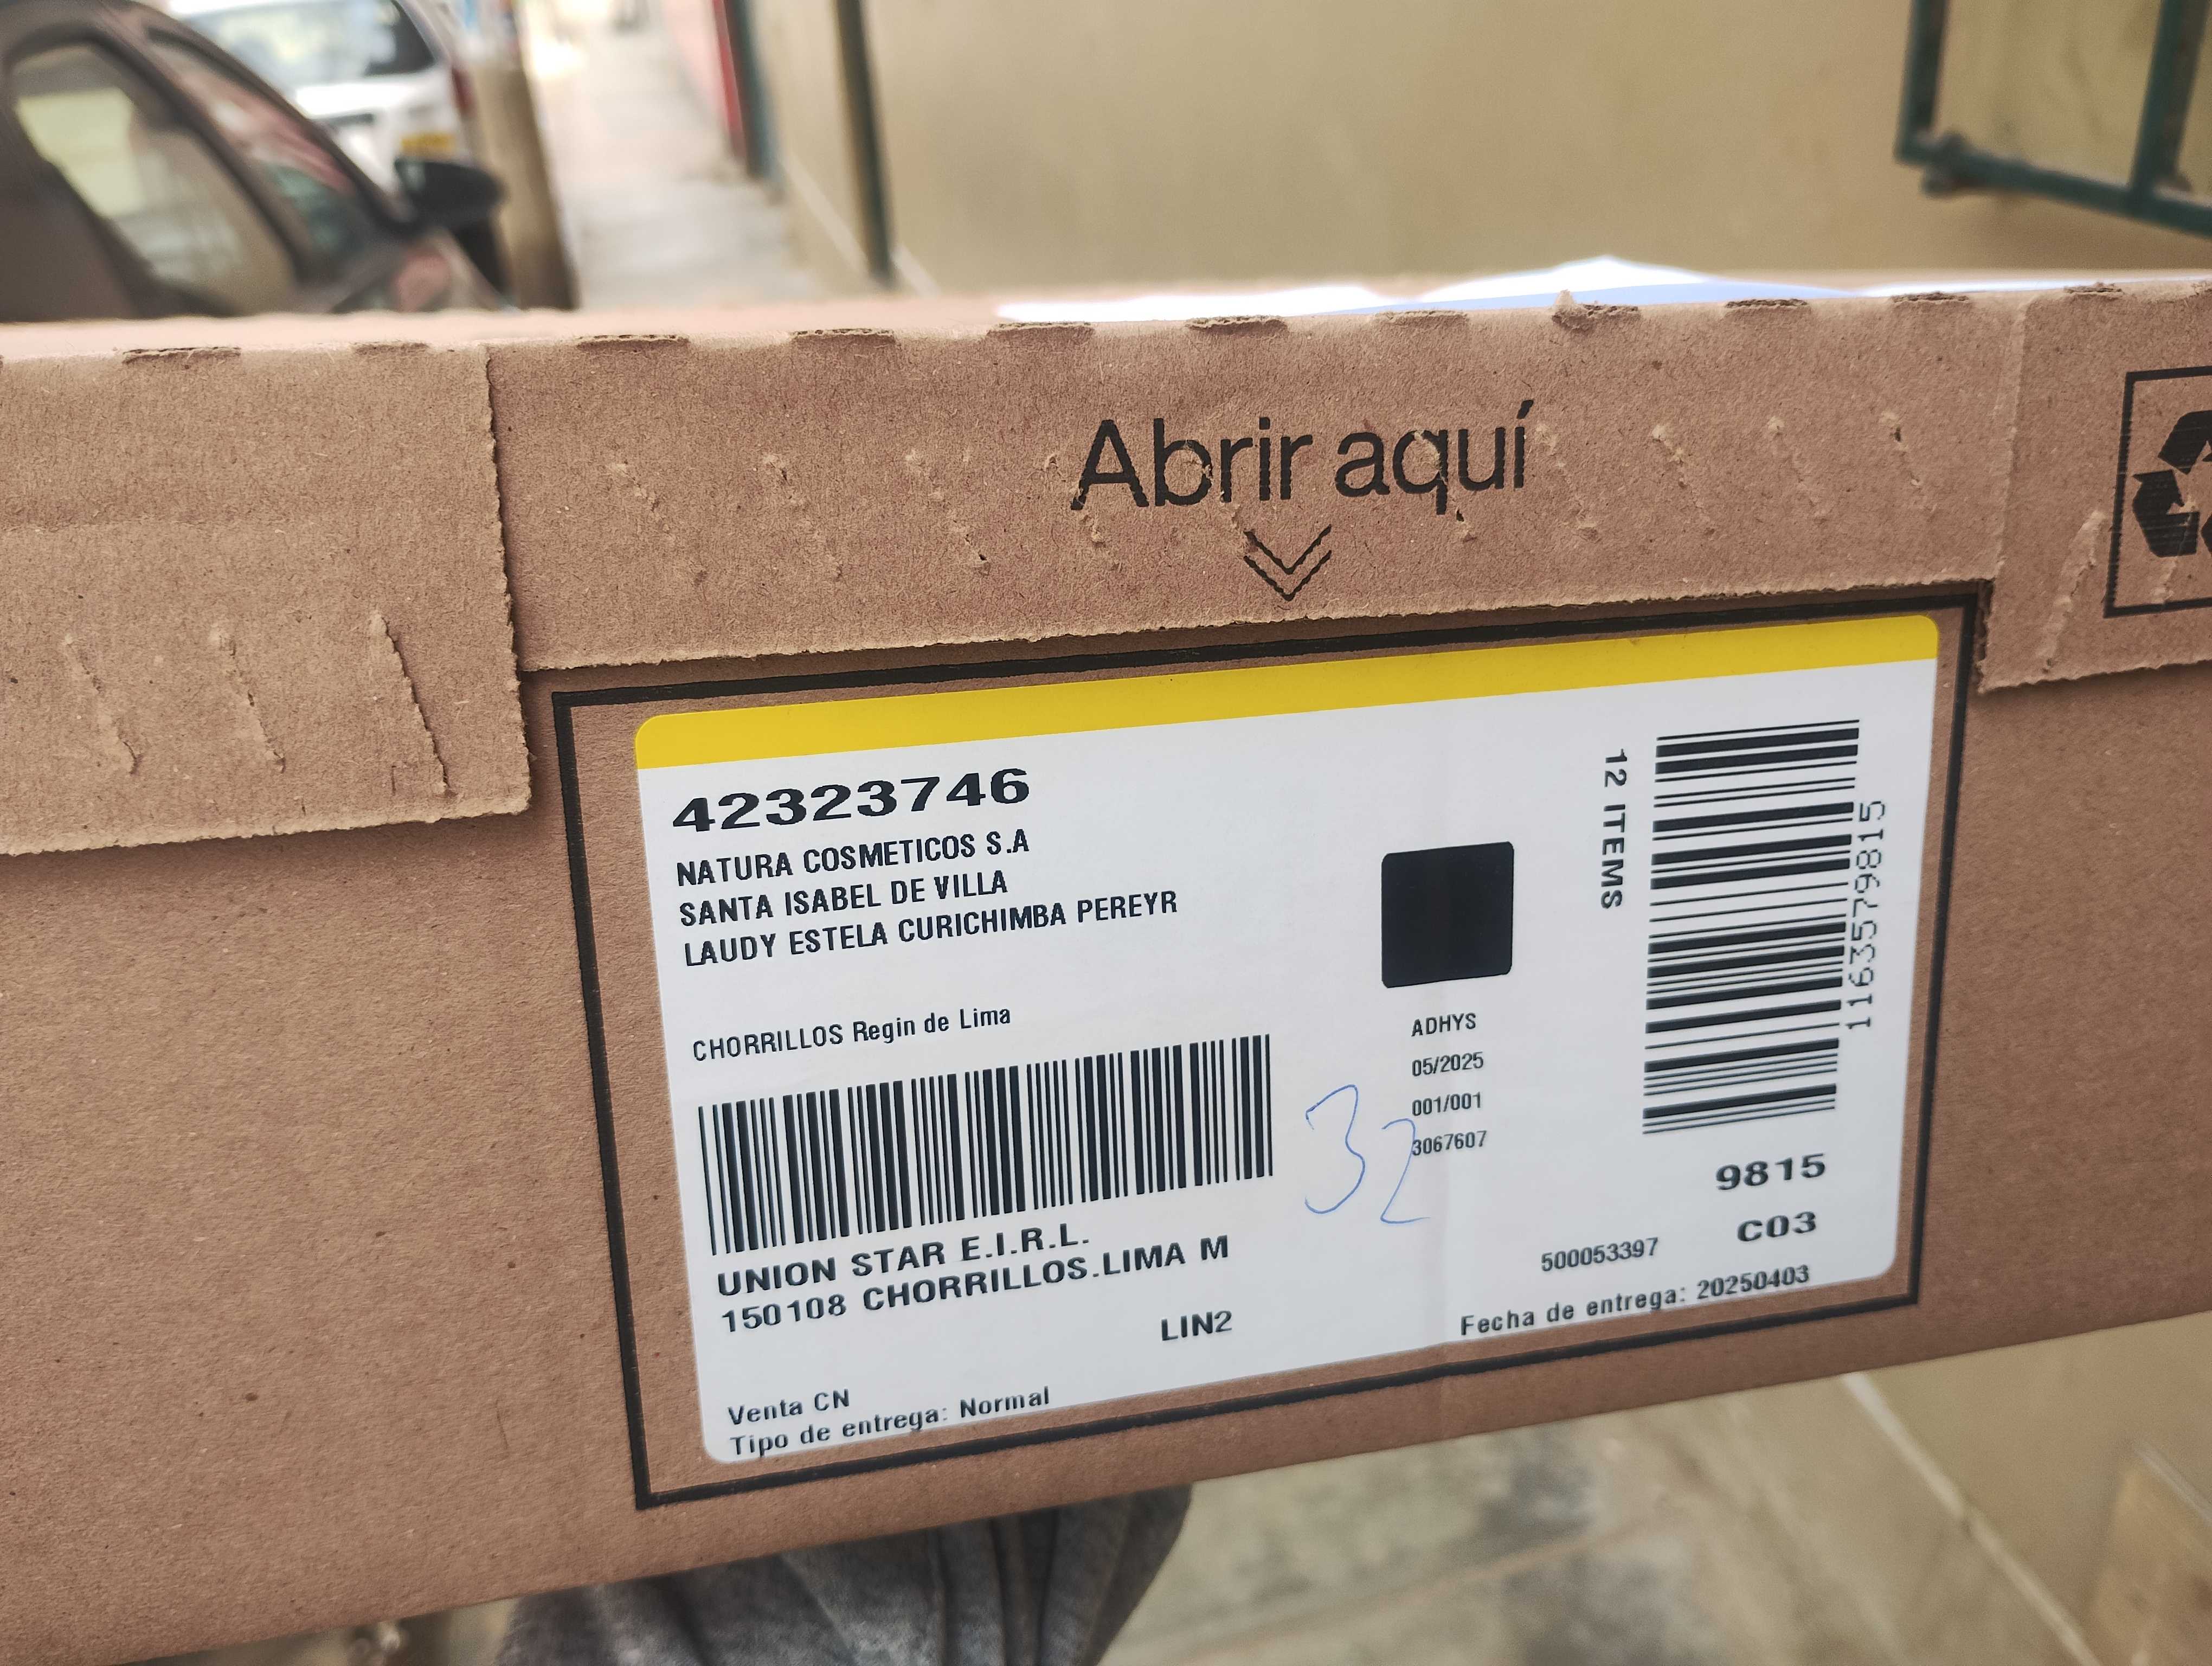 Abrir aquí
42323746
NATURA COSMETICOS S.A
SANTA ISABEL DE VILLA
LAUDY ESTELA CURICHIMBA PEREYR
CHORRILLOS Regin de Lima
UNION STAR E.I.R.L.
150108 CHORRILLOS.LIMA M
LIN2
Venta CN
Tipo de entrega: Normal
ADHYS
05/2025
001/001
3067607
32
12 ITEMS
1163579815
9815
C03
500053397
Fecha de entrega: 20250403